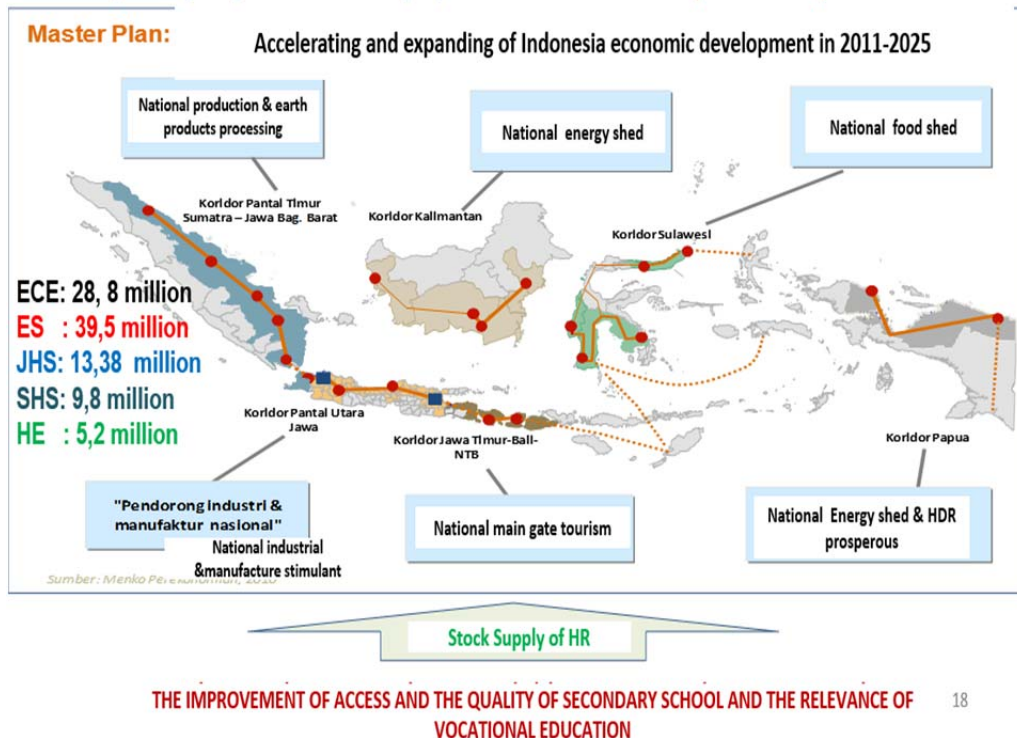 Master Plan:
Accelerating and expanding of Indonesia economic development in 2011-2025
National production & earth
products processing
National energy shed
National food shed
Koridor Pantai Timur
Sumatra – Jawa Bag. Barat
Koridor Kalimantan
Koridor Sulawesi
ECE: 28, 8 million
ES : 39,5 million
JHS: 13,38 million
SHS: 9,8 million
HE : 5,2 million
Koridor Pantai Utara
Jawa
Koridor Jawa Timur-Bali-
NTB
Koridor Papua
"Pendorong industri &
manufaktur nasional"
National industrial
&manufacture stimulant
National main gate tourism
National Energy shed & HDR
prosperous
Sumber: Menko
Stock Supply of HR
THE IMPROVEMENT OF ACCESS AND THE QUALITY OF SECONDARY SCHOOL AND THE RELEVANCE OF
VOCATIONAL EDUCATION
18